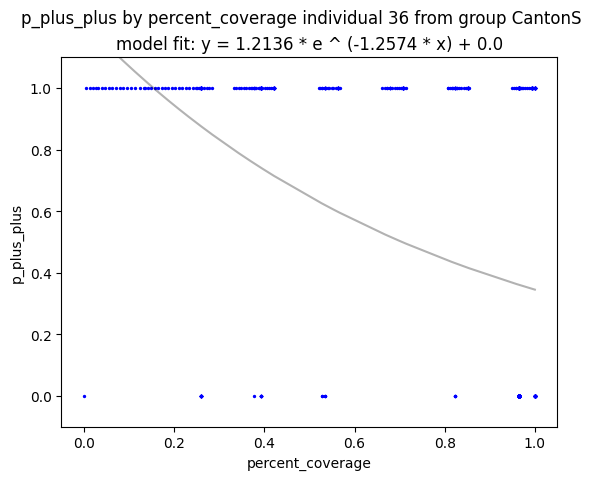 p_plus_plus by percent_coverage individual 36 from group CantonS
model fit: y = 1.2136 * e ^ (-1.2574 * x) + 0.0
1.0
0.8
0.6
0.4
0.2
0.0
p_plus_plus
0.0 0.2 0.4 0.6 0.8 1.0
percent_coverage